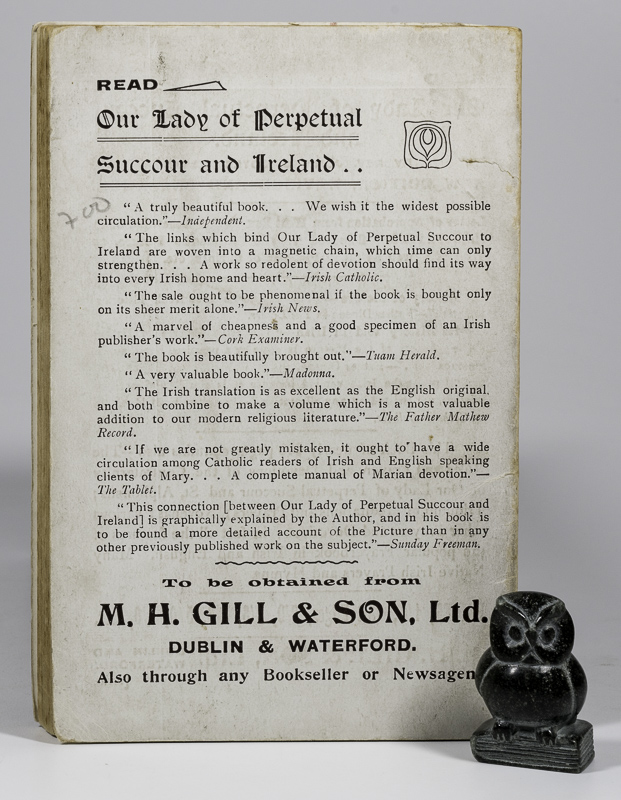 READ
Our Lady of Perpetual
Succour and Ireland . .
700
"A truly beautiful book. . . We wish it the widest possible
circulation."—Independent.
"The links which bind Our Lady of Perpetual Succour to
Ireland are woven into a magnetic chain, which time can only
strengthen. . . A work so redolent of devotion should find its way
into every Irish home and heart."—Irish Catholic.
"The sale ought to be phenomenal if the book is bought only
on its sheer merit alone."—Irish News.
"A marvel of cheapness and a good specimen of an Irish
publisher's work."—Cork Examiner.
"The book is beautifully brought out."—Tuam Herald.
"A very valuable book."—Madonna.
"The Irish translation is as excellent as the English original,
and both combine to make a volume which is a most valuable
addition to our modern religious literature."—The Father Mathew
Record.
"If we are not greatly mistaken, it ought to have a wide
circulation among Catholic readers of Irish and English speaking
clients of Mary. . . A complete manual of Marian devotion."—
The Tablet.
"This connection [between Our Lady of Perpetual Succour and
Ireland] is graphically explained by the Author, and in his book is
to be found a more detailed account of the Picture than in any
other previously published work on the subject."—Sunday Freeman.
To be obtained from
M. H. GILL & SON, Ltd.
DUBLIN & WATERFORD.
Also through any Bookseller or Newsagen